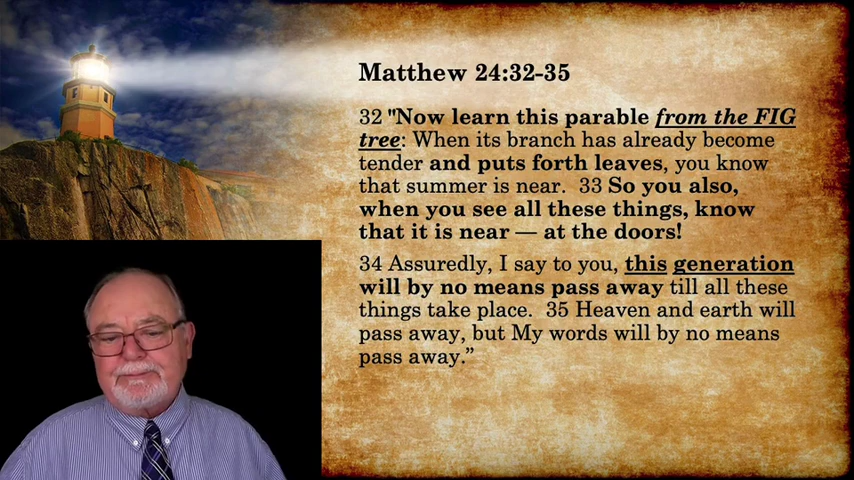 Matthew 24:32-35
32 "Now learn this parable from the FIG
tree: When its branch has already become
tender and puts forth leaves, you know
that summer is near. 33 So you also,
when you see all these things, know
that it is near — at the doors!
34 Assuredly, I say to you, this generation
will by no means pass away till all these
things take place. 35 Heaven and earth will
pass away, but My words will by no means
pass away.”